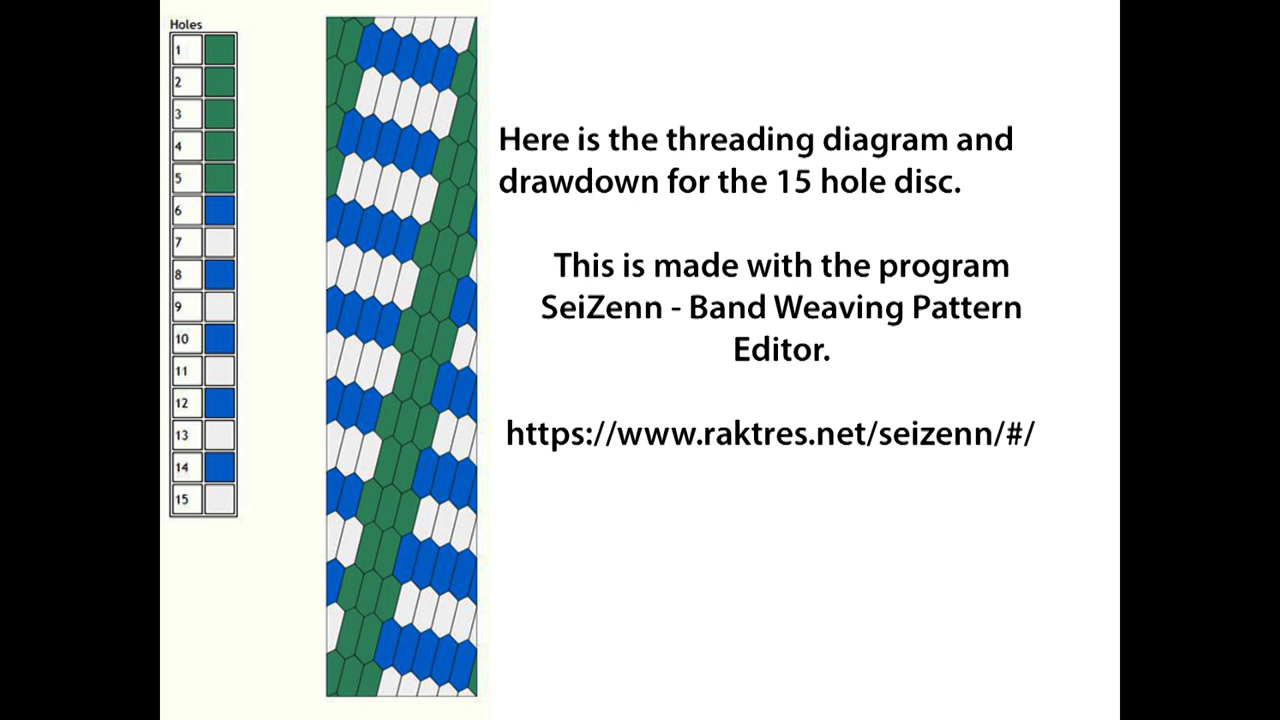 Holes
1
2
3
4
5
6
7
8
9
10
11
12
13
14
15
Here is the threading diagram and
drawdown for the 15 hole disc.
This is made with the program
SeiZenn - Band Weaving Pattern
Editor.
https://www.raktres.net/seizenn/#/